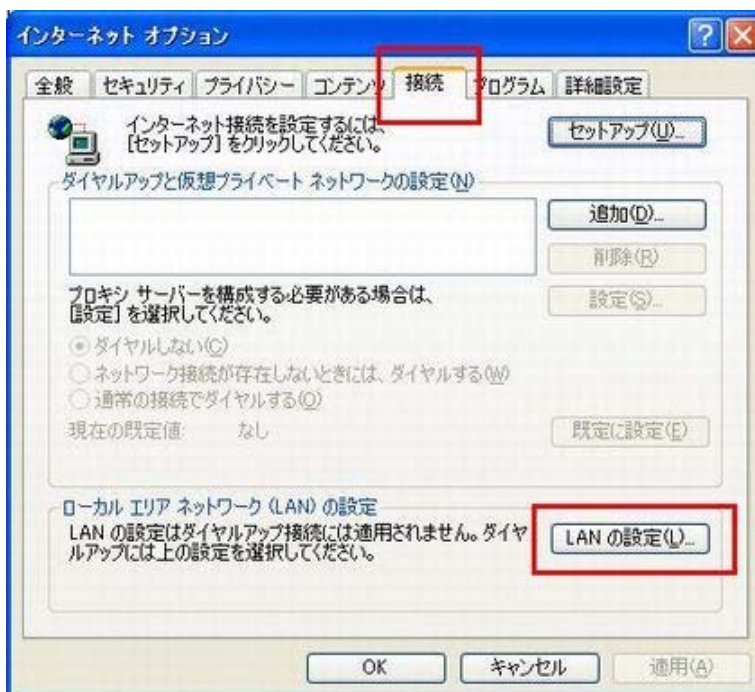 インターネット オプション
全般 セキュリティ プライバシー コンテンツ 接続 プログラム 詳細設定
インターネット接続を設定するには、
[セットアップ] をクリックしてください。
セットアップ(U)...
ダイヤルアップと仮想プライベート ネットワークの設定(N)
追加(D)...
削除(R)
プロキシ サーバーを構成する必要がある場合は、
[設定] を選択してください。
設定(S)...
ダイヤルしない(C)
ネットワーク接続が存在しないときには、ダイヤルする(W)
通常の接続でダイヤルする(O)
現在の既定値: なし
既定に設定(E)
ローカル エリア ネットワーク (LAN) の設定
LAN の設定はダイヤルアップ接続には適用されません。ダイヤ
ルアップには上の設定を選択してください。
LAN の設定(L)...
OK キャンセル 適用(A)